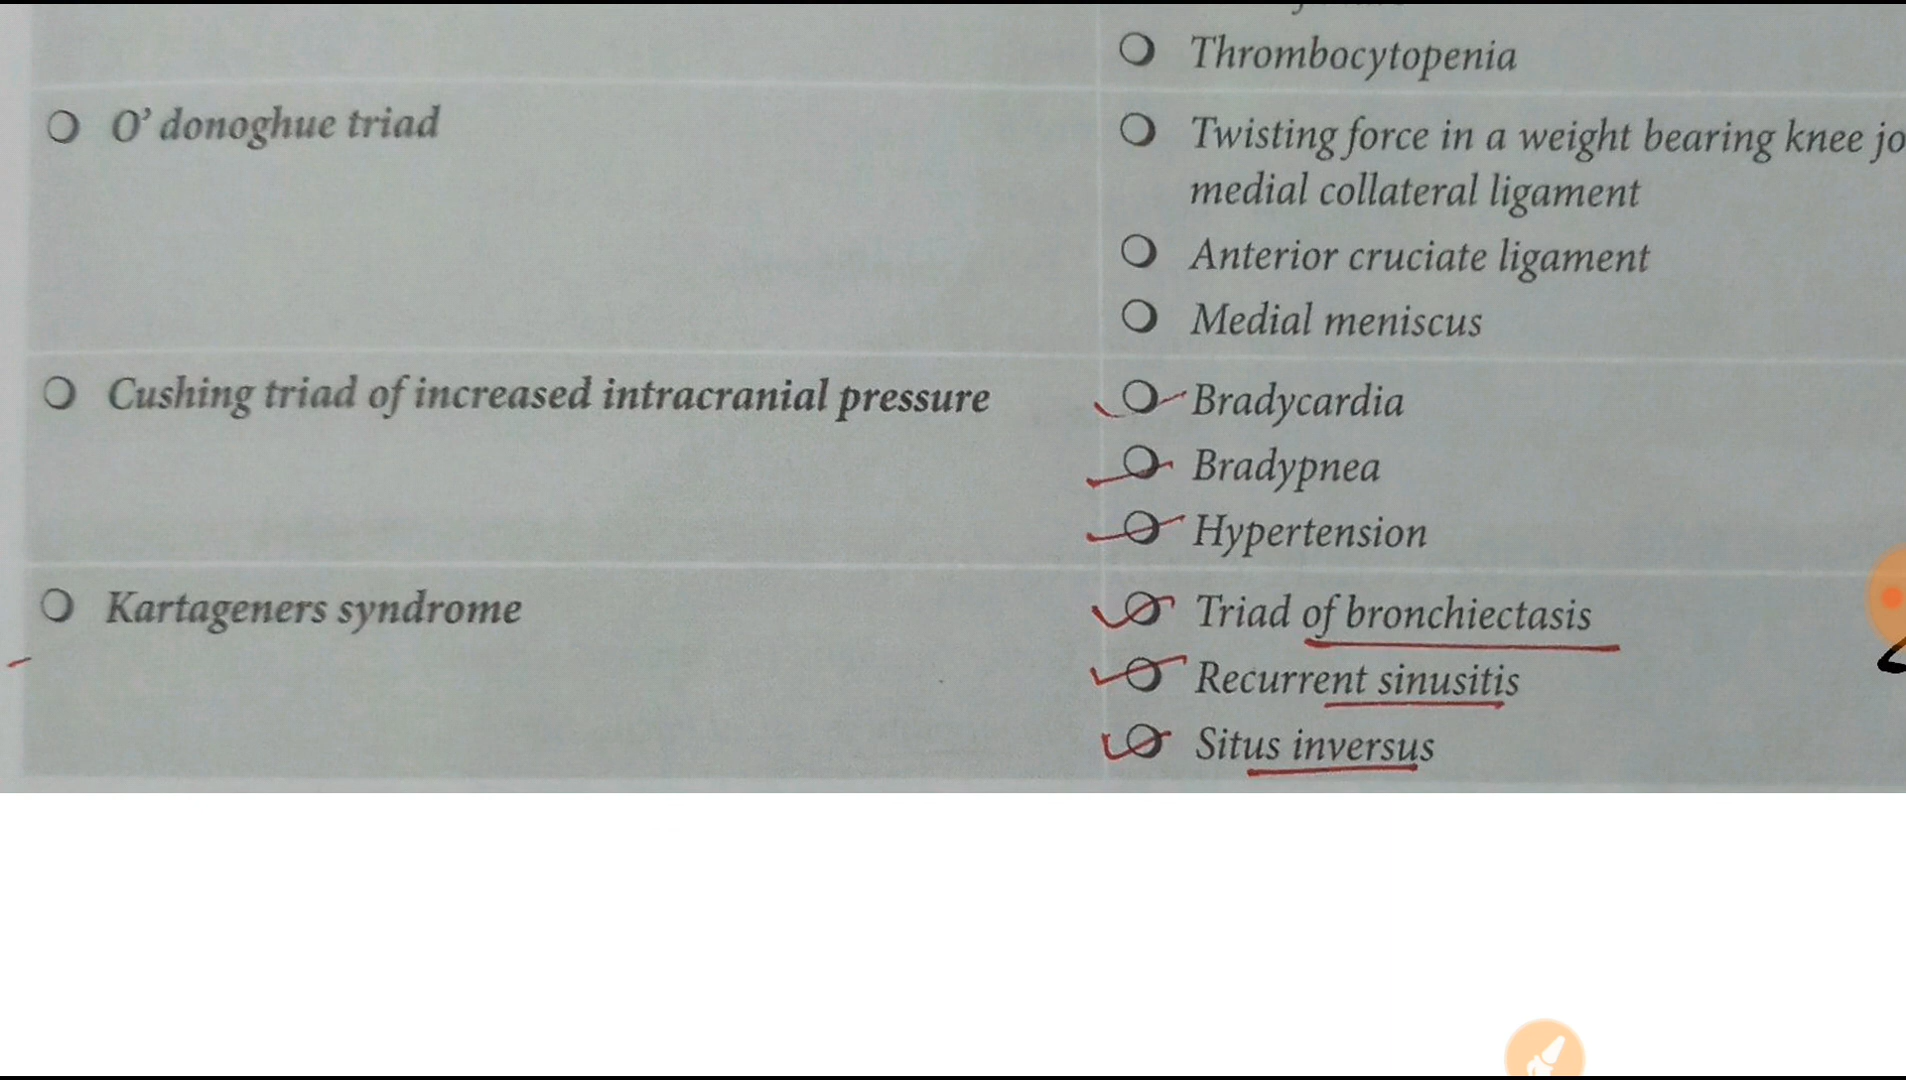 Thrombocytopenia
O' donoghue triad
Twisting force in a weight bearing knee jo
medial collateral ligament
Anterior cruciate ligament
Medial meniscus
Cushing triad of increased intracranial pressure
Bradycardia
Bradypnea
Hypertension
Kartageners syndrome
Triad of bronchiectasis
Recurrent sinusitis
Situs inversus